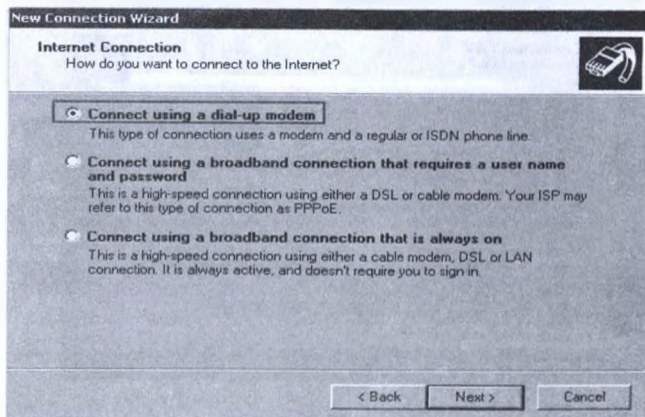 New Connection Wizard
Internet Connection
How do you want to connect to the Internet?
Connect using a dial-up modem
This type of connection uses a modem and a regular or ISDN phone line.
Connect using a broadband connection that requires a user name
and password
This is a high-speed connection using either a DSL or cable modem. Your ISP may
refer to this type of connection as PPPoE.
Connect using a broadband connection that is always on
This is a high-speed connection using either a cable modem, DSL or LAN
connection. It is always active, and doesn't require you to sign in.
< Back Next > Cancel